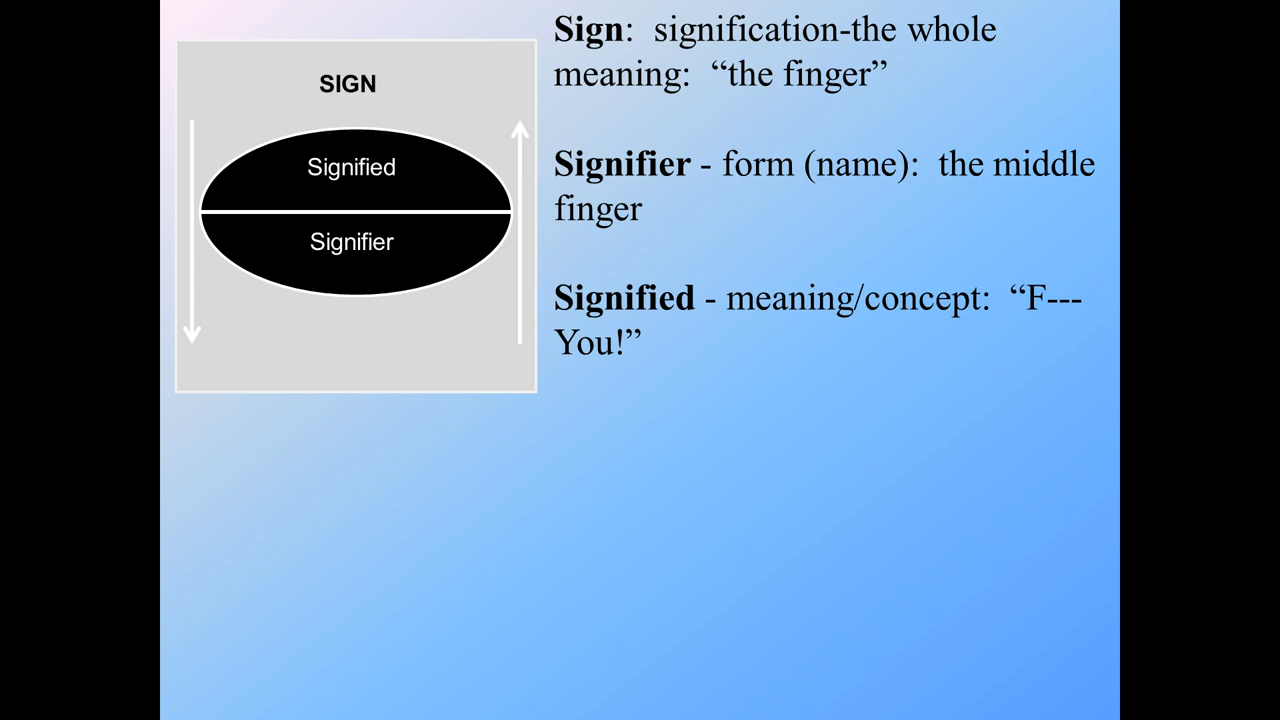 SIGN
Signified
Signifier
Sign:  signification-the whole
meaning:  “the finger”
Signifier - form (name):  the middle
finger
Signified - meaning/concept:  “F---
You!”